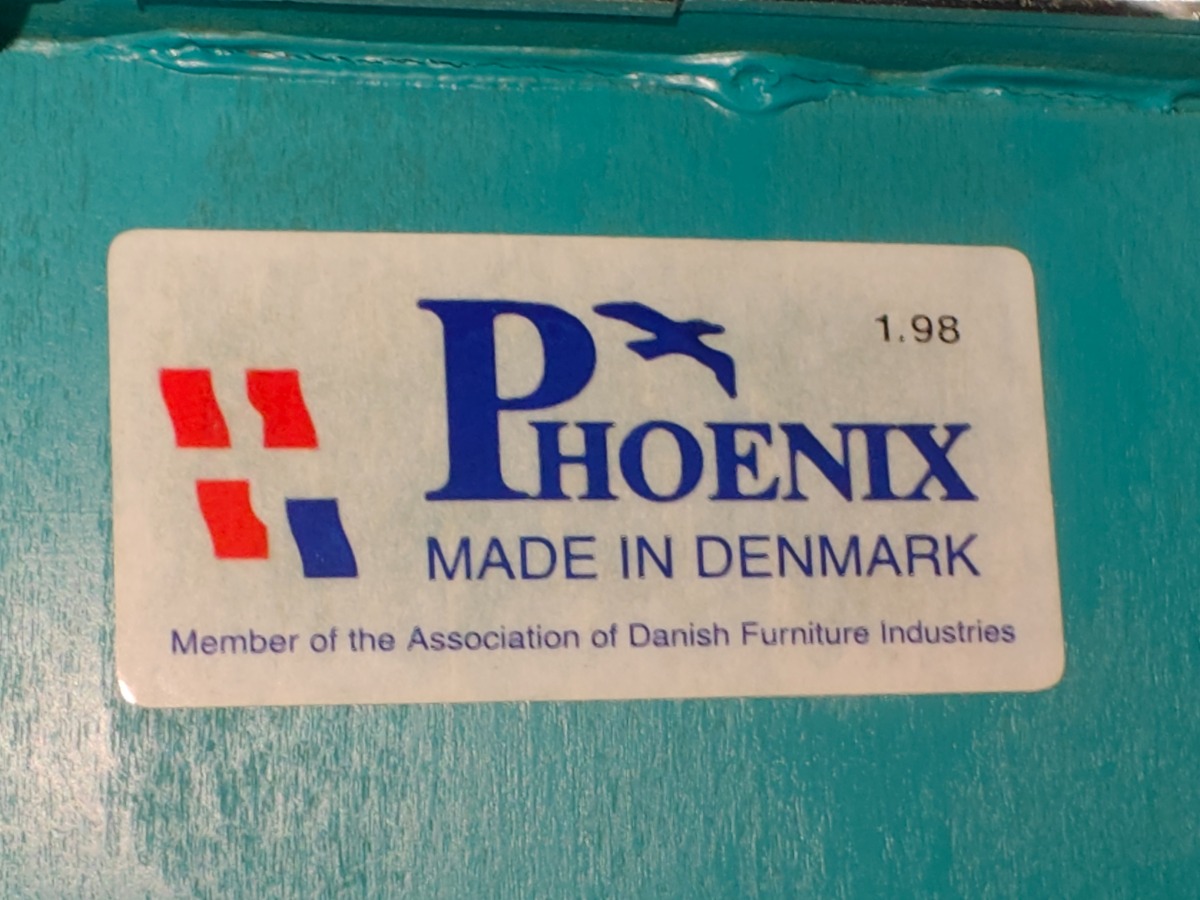 1.98
PHOENIX
MADE IN DENMARK
Member of the Association of Danish Furniture Industries